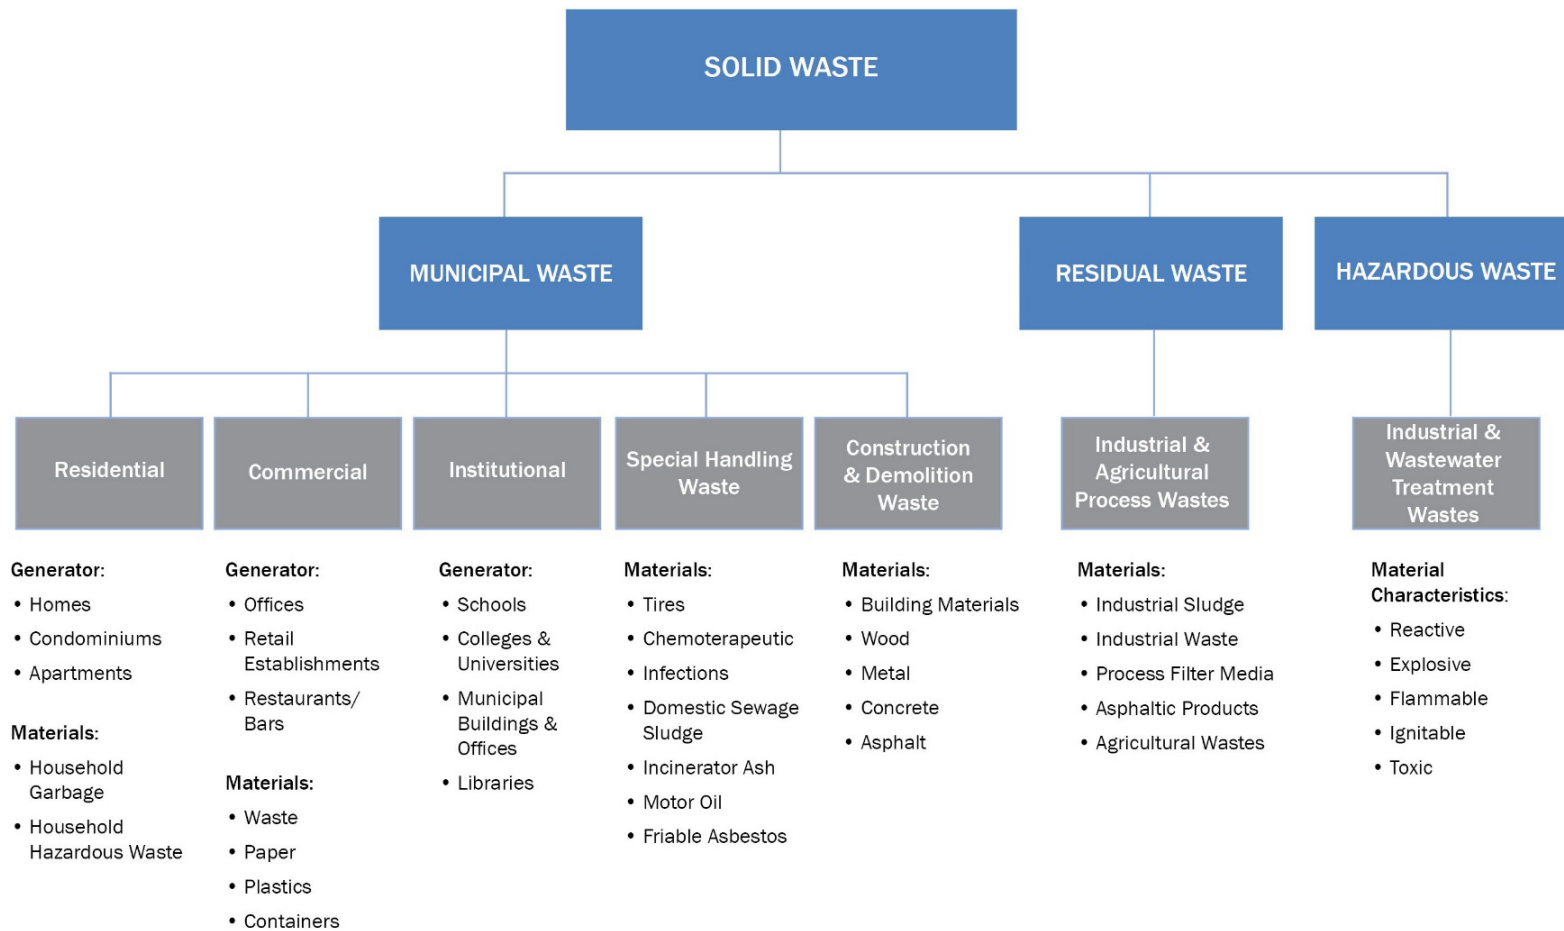 SOLID WASTE
MUNICIPAL WASTE
RESIDUAL WASTE
HAZARDOUS WASTE
Residential
Commercial
Institutional
Special Handling
Waste
Construction
& Demolition
Waste
Industrial &
Agricultural
Process Wastes
Industrial &
Wastewater
Treatment
Wastes
Generator:
• Homes
• Condominiums
• Apartments
Materials:
• Household
Garbage
• Household
Hazardous Waste
Generator:
• Offices
• Retail
Establishments
• Restaurants/
Bars
Materials:
• Waste
• Paper
• Plastics
• Containers
Generator:
• Schools
• Colleges &
Universities
• Municipal
Buildings &
Offices
• Libraries
Materials:
• Tires
• Chemoterapeutic
• Infections
• Domestic Sewage
Sludge
• Incinerator Ash
• Motor Oil
• Friable Asbestos
Materials:
• Building Materials
• Wood
• Metal
• Concrete
• Asphalt
Materials:
• Industrial Sludge
• Industrial Waste
• Process Filter Media
• Asphaltic Products
• Agricultural Wastes
Material
Characteristics:
• Reactive
• Explosive
• Flammable
• Ignitable
• Toxic